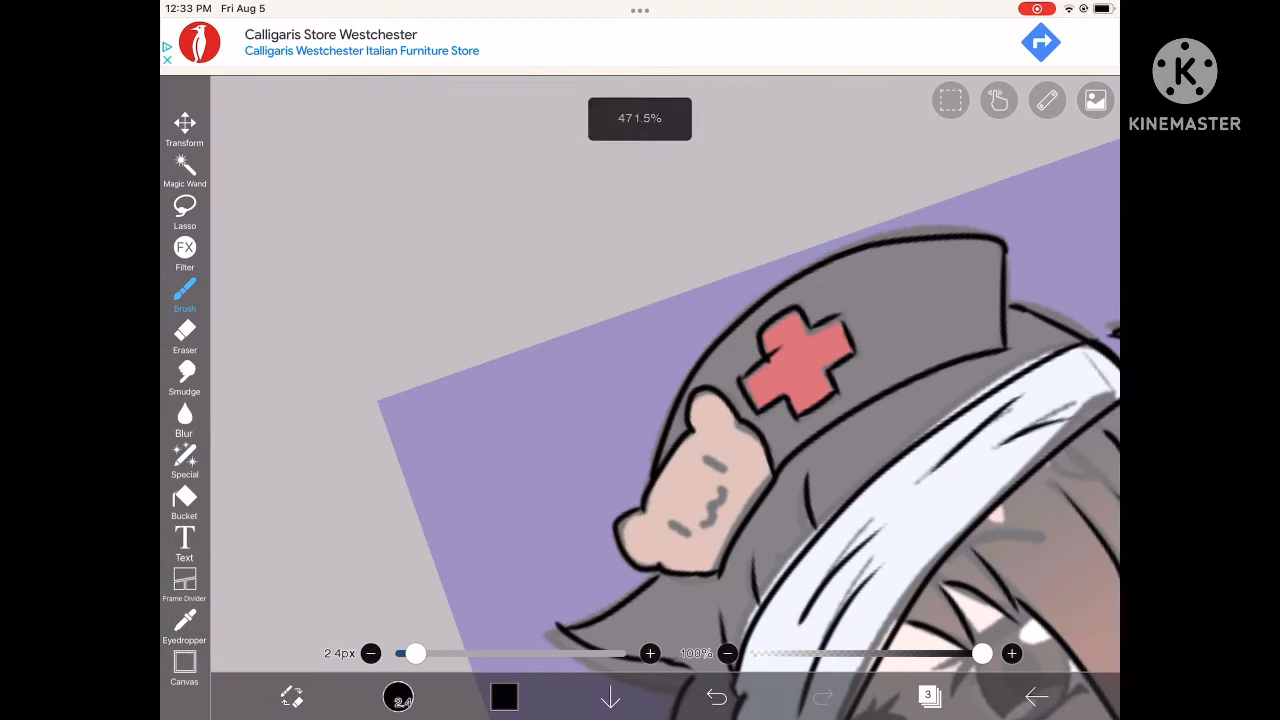 12:33 PM Fri Aug 5
Calligaris Store Westchester
Calligaris Westchester Italian Furniture Store
K
KINEMASTER
471.5%
Transform
Magic Wand
Lasso
FX
Filter
Brush
Eraser
Smudge
Blur
Special
Bucket
T
Text
Frame Divider
Eyedropper
Canvas
2.4px
100%
2.4
3